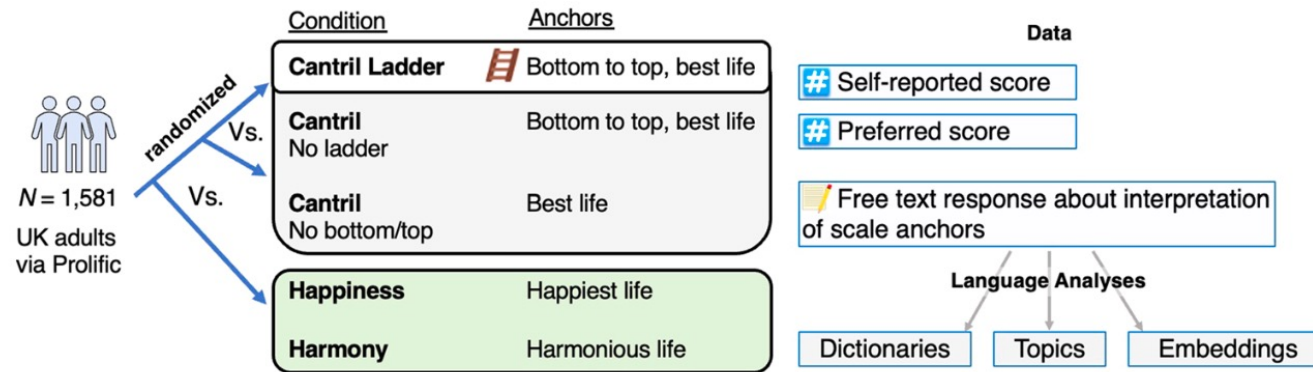 Condition Anchors
Data
Cantril Ladder Bottom to top, best life
# Self-reported score
randomized
Vs.
Cantril Bottom to top, best life
No ladder
# Preferred score
N = 1,581
UK adults
via Prolific
Vs.
Cantril Best life
No bottom/top
Free text response about interpretation
of scale anchors
Language Analyses
Happiness Happiest life
Harmony Harmonious life
Dictionaries Topics Embeddings